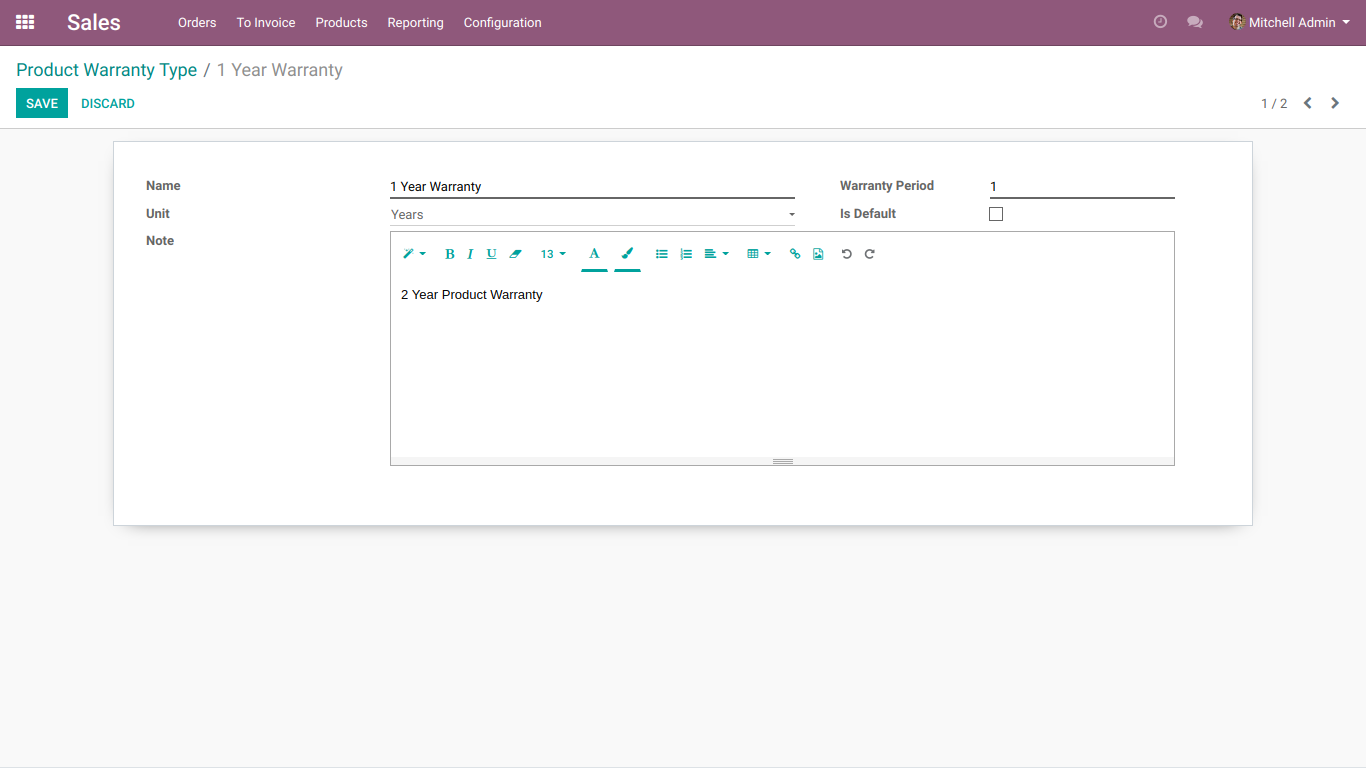 Sales Orders To Invoice Products Reporting Configuration Mitchell Admin
Product Warranty Type / 1 Year Warranty
SAVE DISCARD 1 / 2
Name 1 Year Warranty Warranty Period 1
Unit Years Is Default
Note
B I U 13 A
2 Year Product Warranty